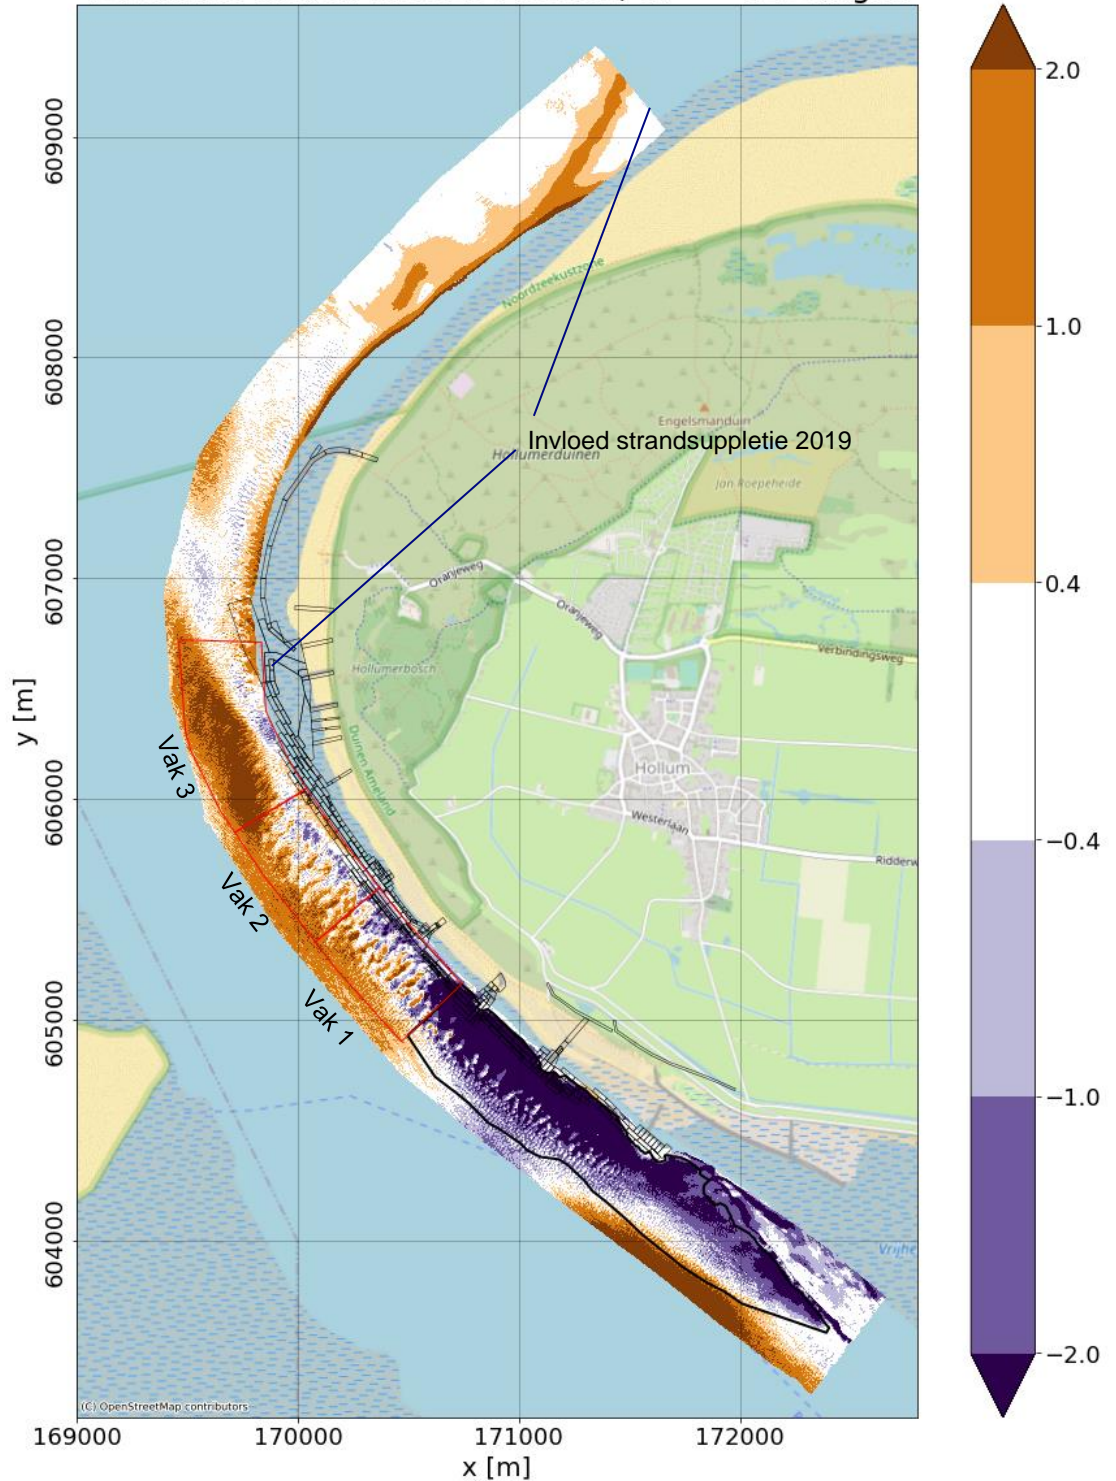 609000
608000
607000
606000
605000
604000
y [m]
169000
170000
171000
172000
x [m]
Noordzeekustzone
Engelsmanduin
Invloed strandsuppletie 2019
Hollumerduinen
Jan Roepeheide
Oranjeweg
Oranjeweg
Verbindingsweg
Hollumerbosch
Duinen Ameland
Hollum
Westerlaan
Ridderw
Vak 3
Vak 2
Vak 1
Vrijhe
(C) OpenStreetMap contributors
2.0
1.0
0.4
−0.4
−1.0
−2.0